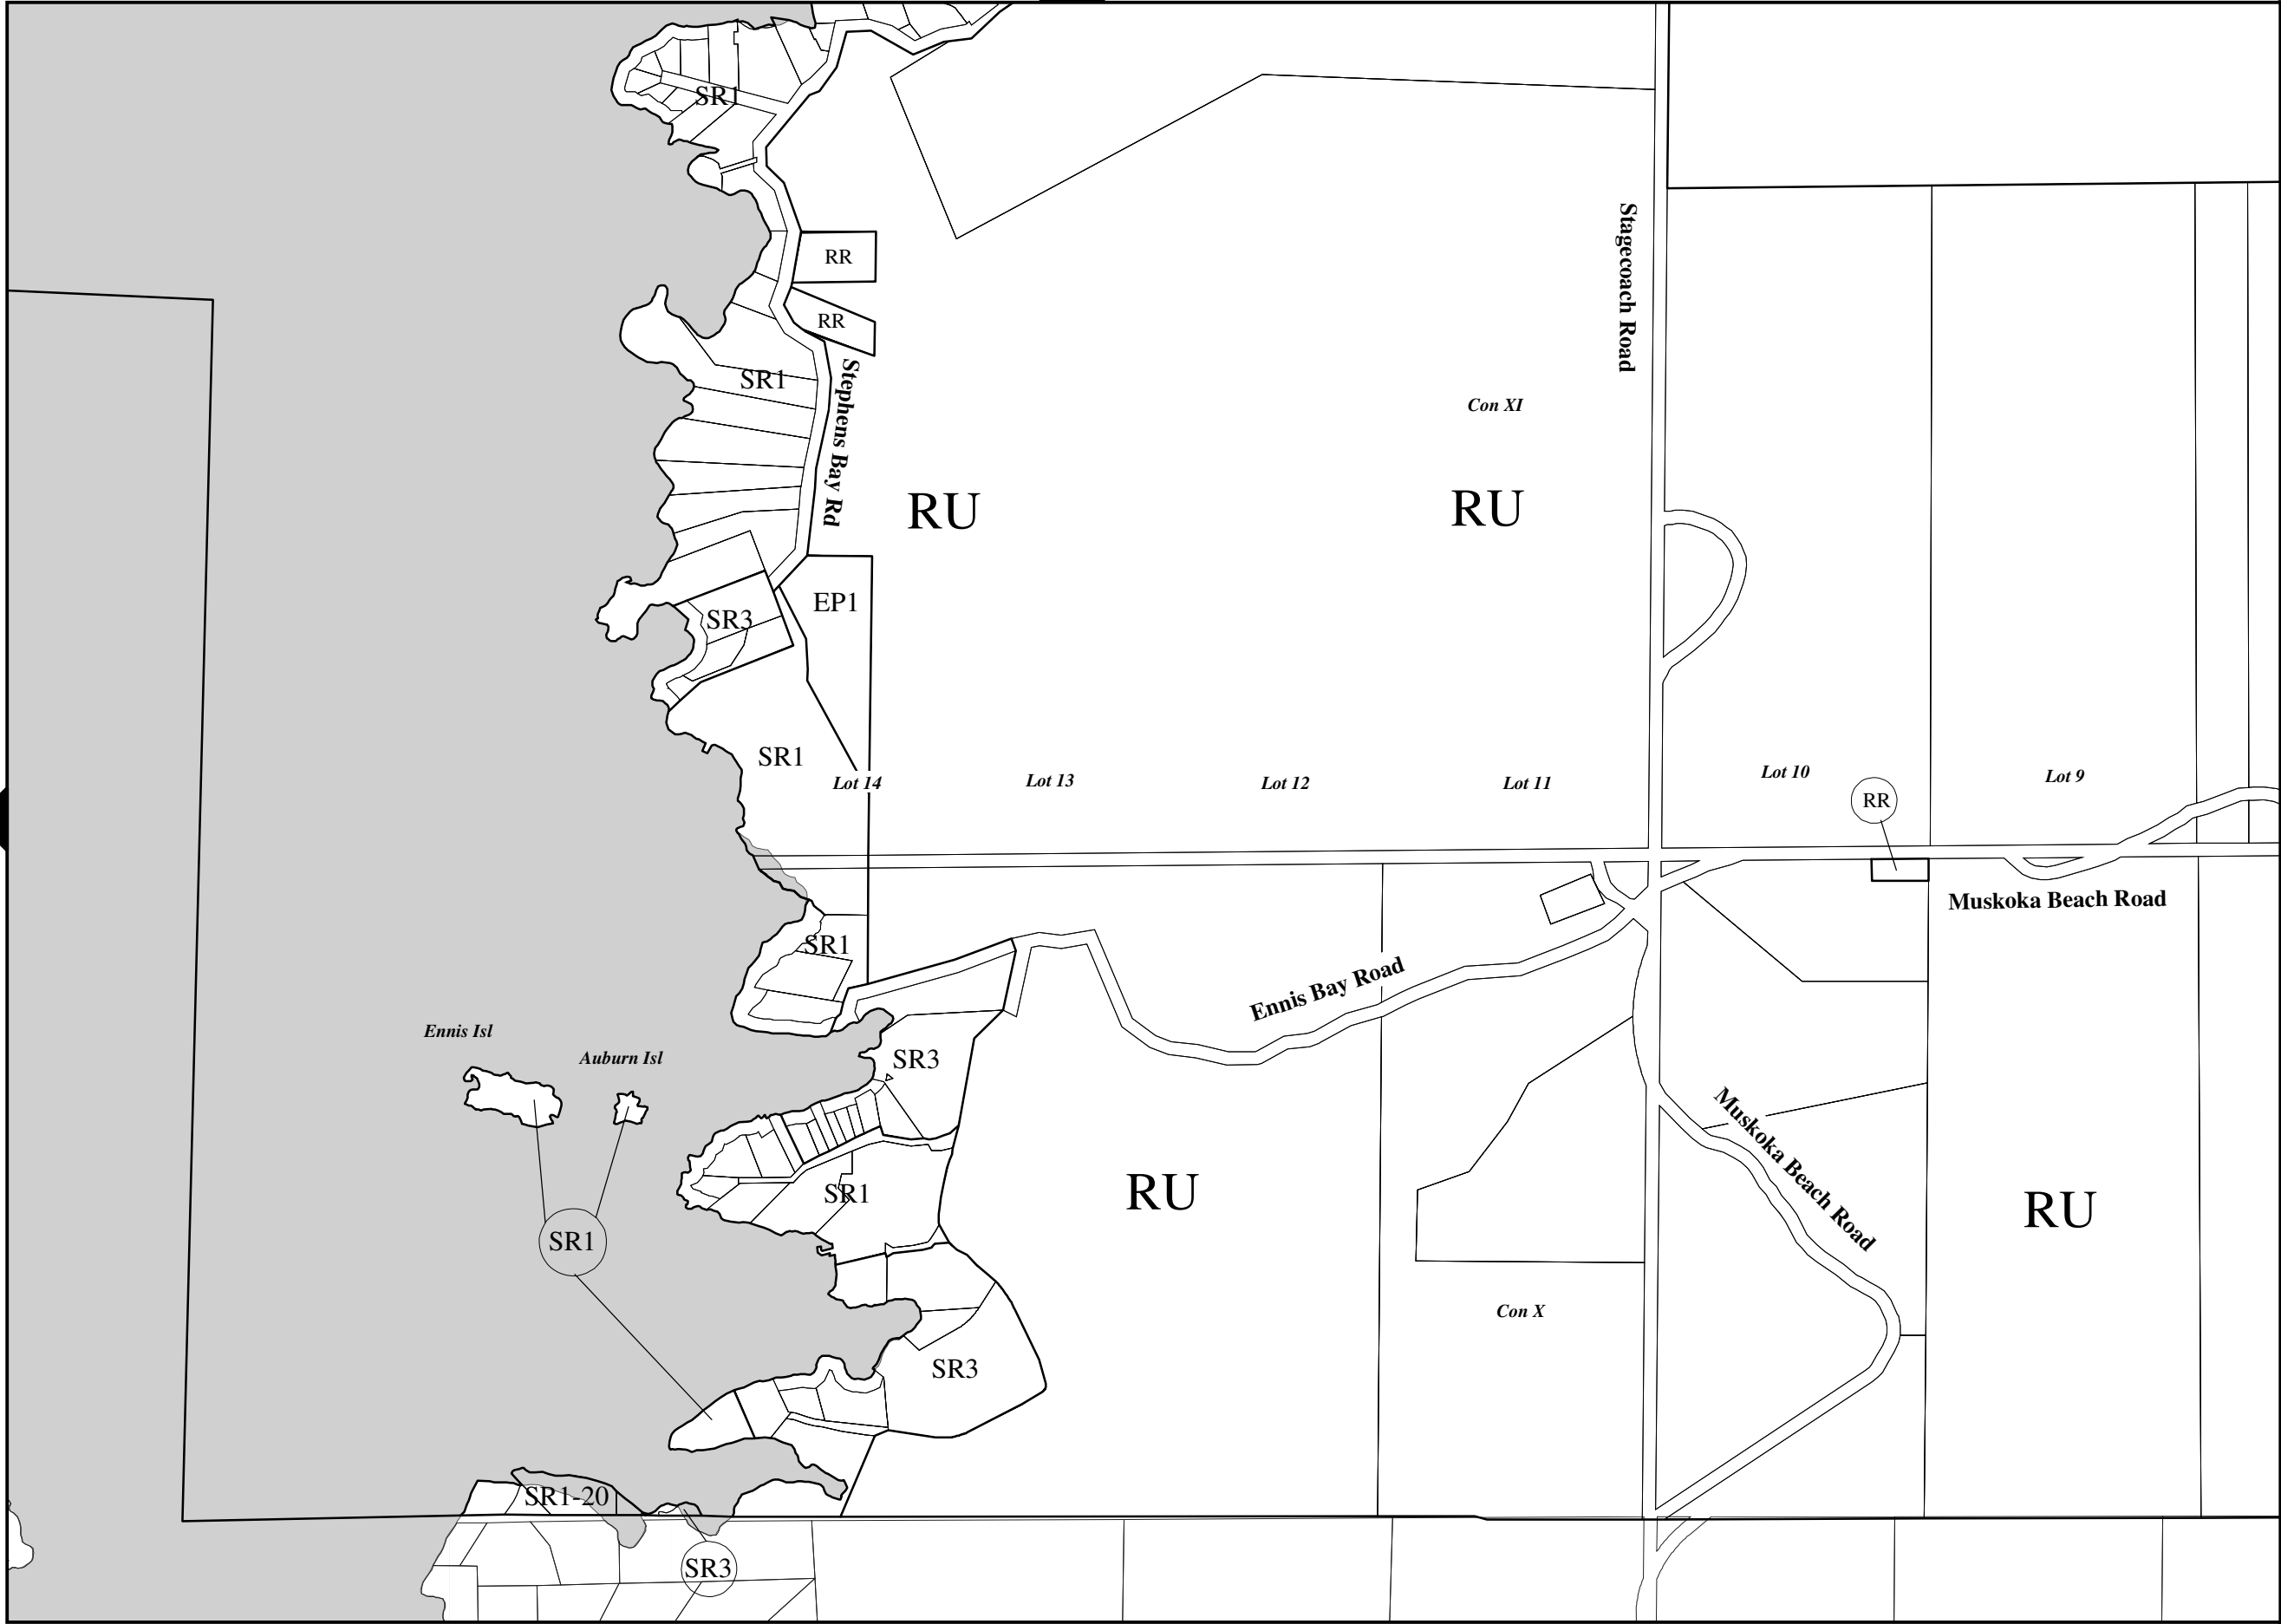 SR1
RR
RR
SR1
Stephens Bay Rd
Stagecoach Road
Con XI
RU
RU
EP1
SR3
SR1
Lot 14
Lot 13
Lot 12
Lot 11
Lot 10
Lot 9
RR
Muskoka Beach Road
SR1
Ennis Bay Road
Ennis Isl
Auburn Isl
SR3
Muskoka Beach Road
SR1
RU
RU
SR1
Con X
SR3
SR1-20
SR3